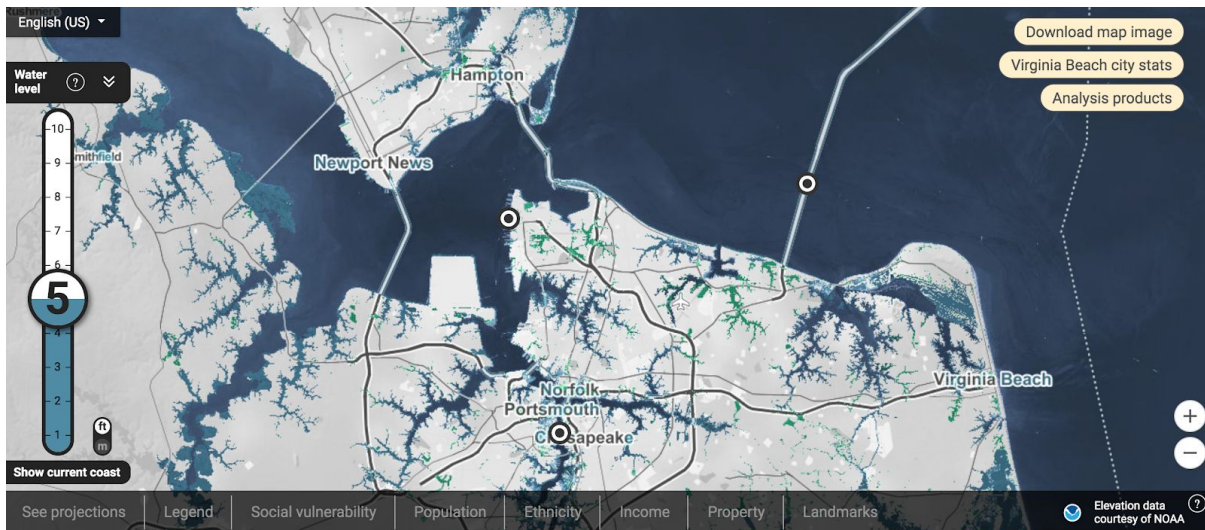 English (US)
Water
level
?
10
9
8
7
6
5
4
3
2
1
ft
m
Show current coast
Hampton
Newport News
mithfield
Norfolk
Portsmouth
Virginia Beach
Download map image
Virginia Beach city stats
Analysis products
+
−
See projections
Legend
Social vulnerability
Population
Ethnicity
Income
Property
Landmarks
Elevation data
courtesy of NOAA
?